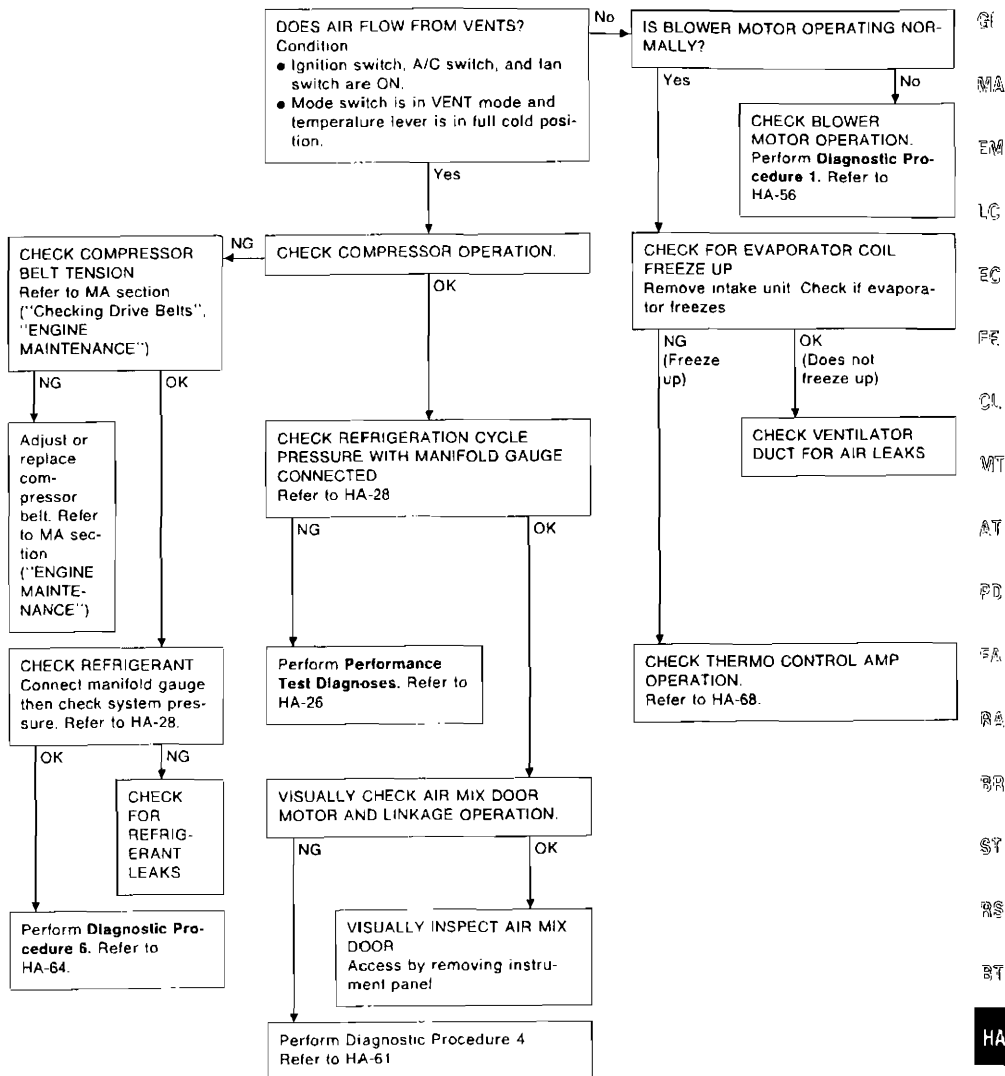 DOES AIR FLOW FROM VENTS?
Condition
● Ignition switch, A/C switch, and fan
switch are ON.
● Mode switch is in VENT mode and
temperature lever is in full cold posi-
tion.
No
IS BLOWER MOTOR OPERATING NOR-
MALLY?
Yes
No
CHECK BLOWER
MOTOR OPERATION.
Perform Diagnostic Pro-
cedure 1. Refer to
HA-56
Yes
CHECK COMPRESSOR OPERATION.
NG
OK
CHECK COMPRESSOR
BELT TENSION
Refer to MA section
("Checking Drive Belts",
"ENGINE
MAINTENANCE")
NG
OK
Adjust or
replace
com-
pressor
belt. Refer
to MA sec-
tion
("ENGINE
MAINTE-
NANCE")
CHECK REFRIGERANT
Connect manifold gauge
then check system pres-
sure. Refer to HA-28.
OK
NG
CHECK
FOR
REFRIG-
ERANT
LEAKS
Perform Diagnostic Pro-
cedure 6. Refer to
HA-64.
CHECK REFRIGERATION CYCLE
PRESSURE WITH MANIFOLD GAUGE
CONNECTED
Refer to HA-28
NG
OK
Perform Performance
Test Diagnoses. Refer to
HA-26
VISUALLY CHECK AIR MIX DOOR
MOTOR AND LINKAGE OPERATION.
NG
OK
VISUALLY INSPECT AIR MIX
DOOR
Access by removing instru-
ment panel
Perform Diagnostic Procedure 4
Refer to HA-61
CHECK FOR EVAPORATOR COIL
FREEZE UP
Remove intake unit Check if evapora-
tor freezes
NG
(Freeze
up)
OK
(Does not
freeze up)
CHECK VENTILATOR
DUCT FOR AIR LEAKS
CHECK THERMO CONTROL AMP
OPERATION.
Refer to HA-68.
GI
MA
EM
LC
EC
FE
CL
MT
AT
PD
FA
RA
BR
ST
RS
BT
HA